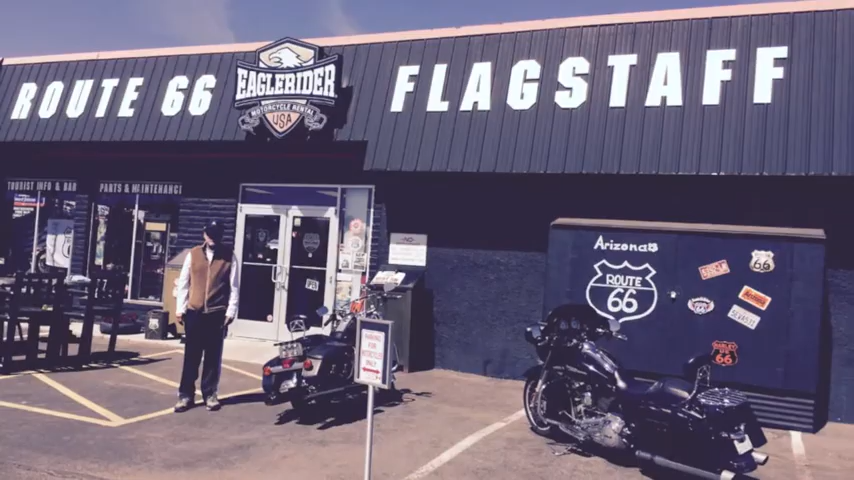 ROUTE 66
EAGLERIDER
MOTORCYCLE RENTAL
USA
FLAGSTAFF
TOURIST INFO & BAR
PARTS & MAINTENANCE
Arizona's
ROUTE
66
66
66
PARKING
FOR
MOTORCYCLES
ONLY